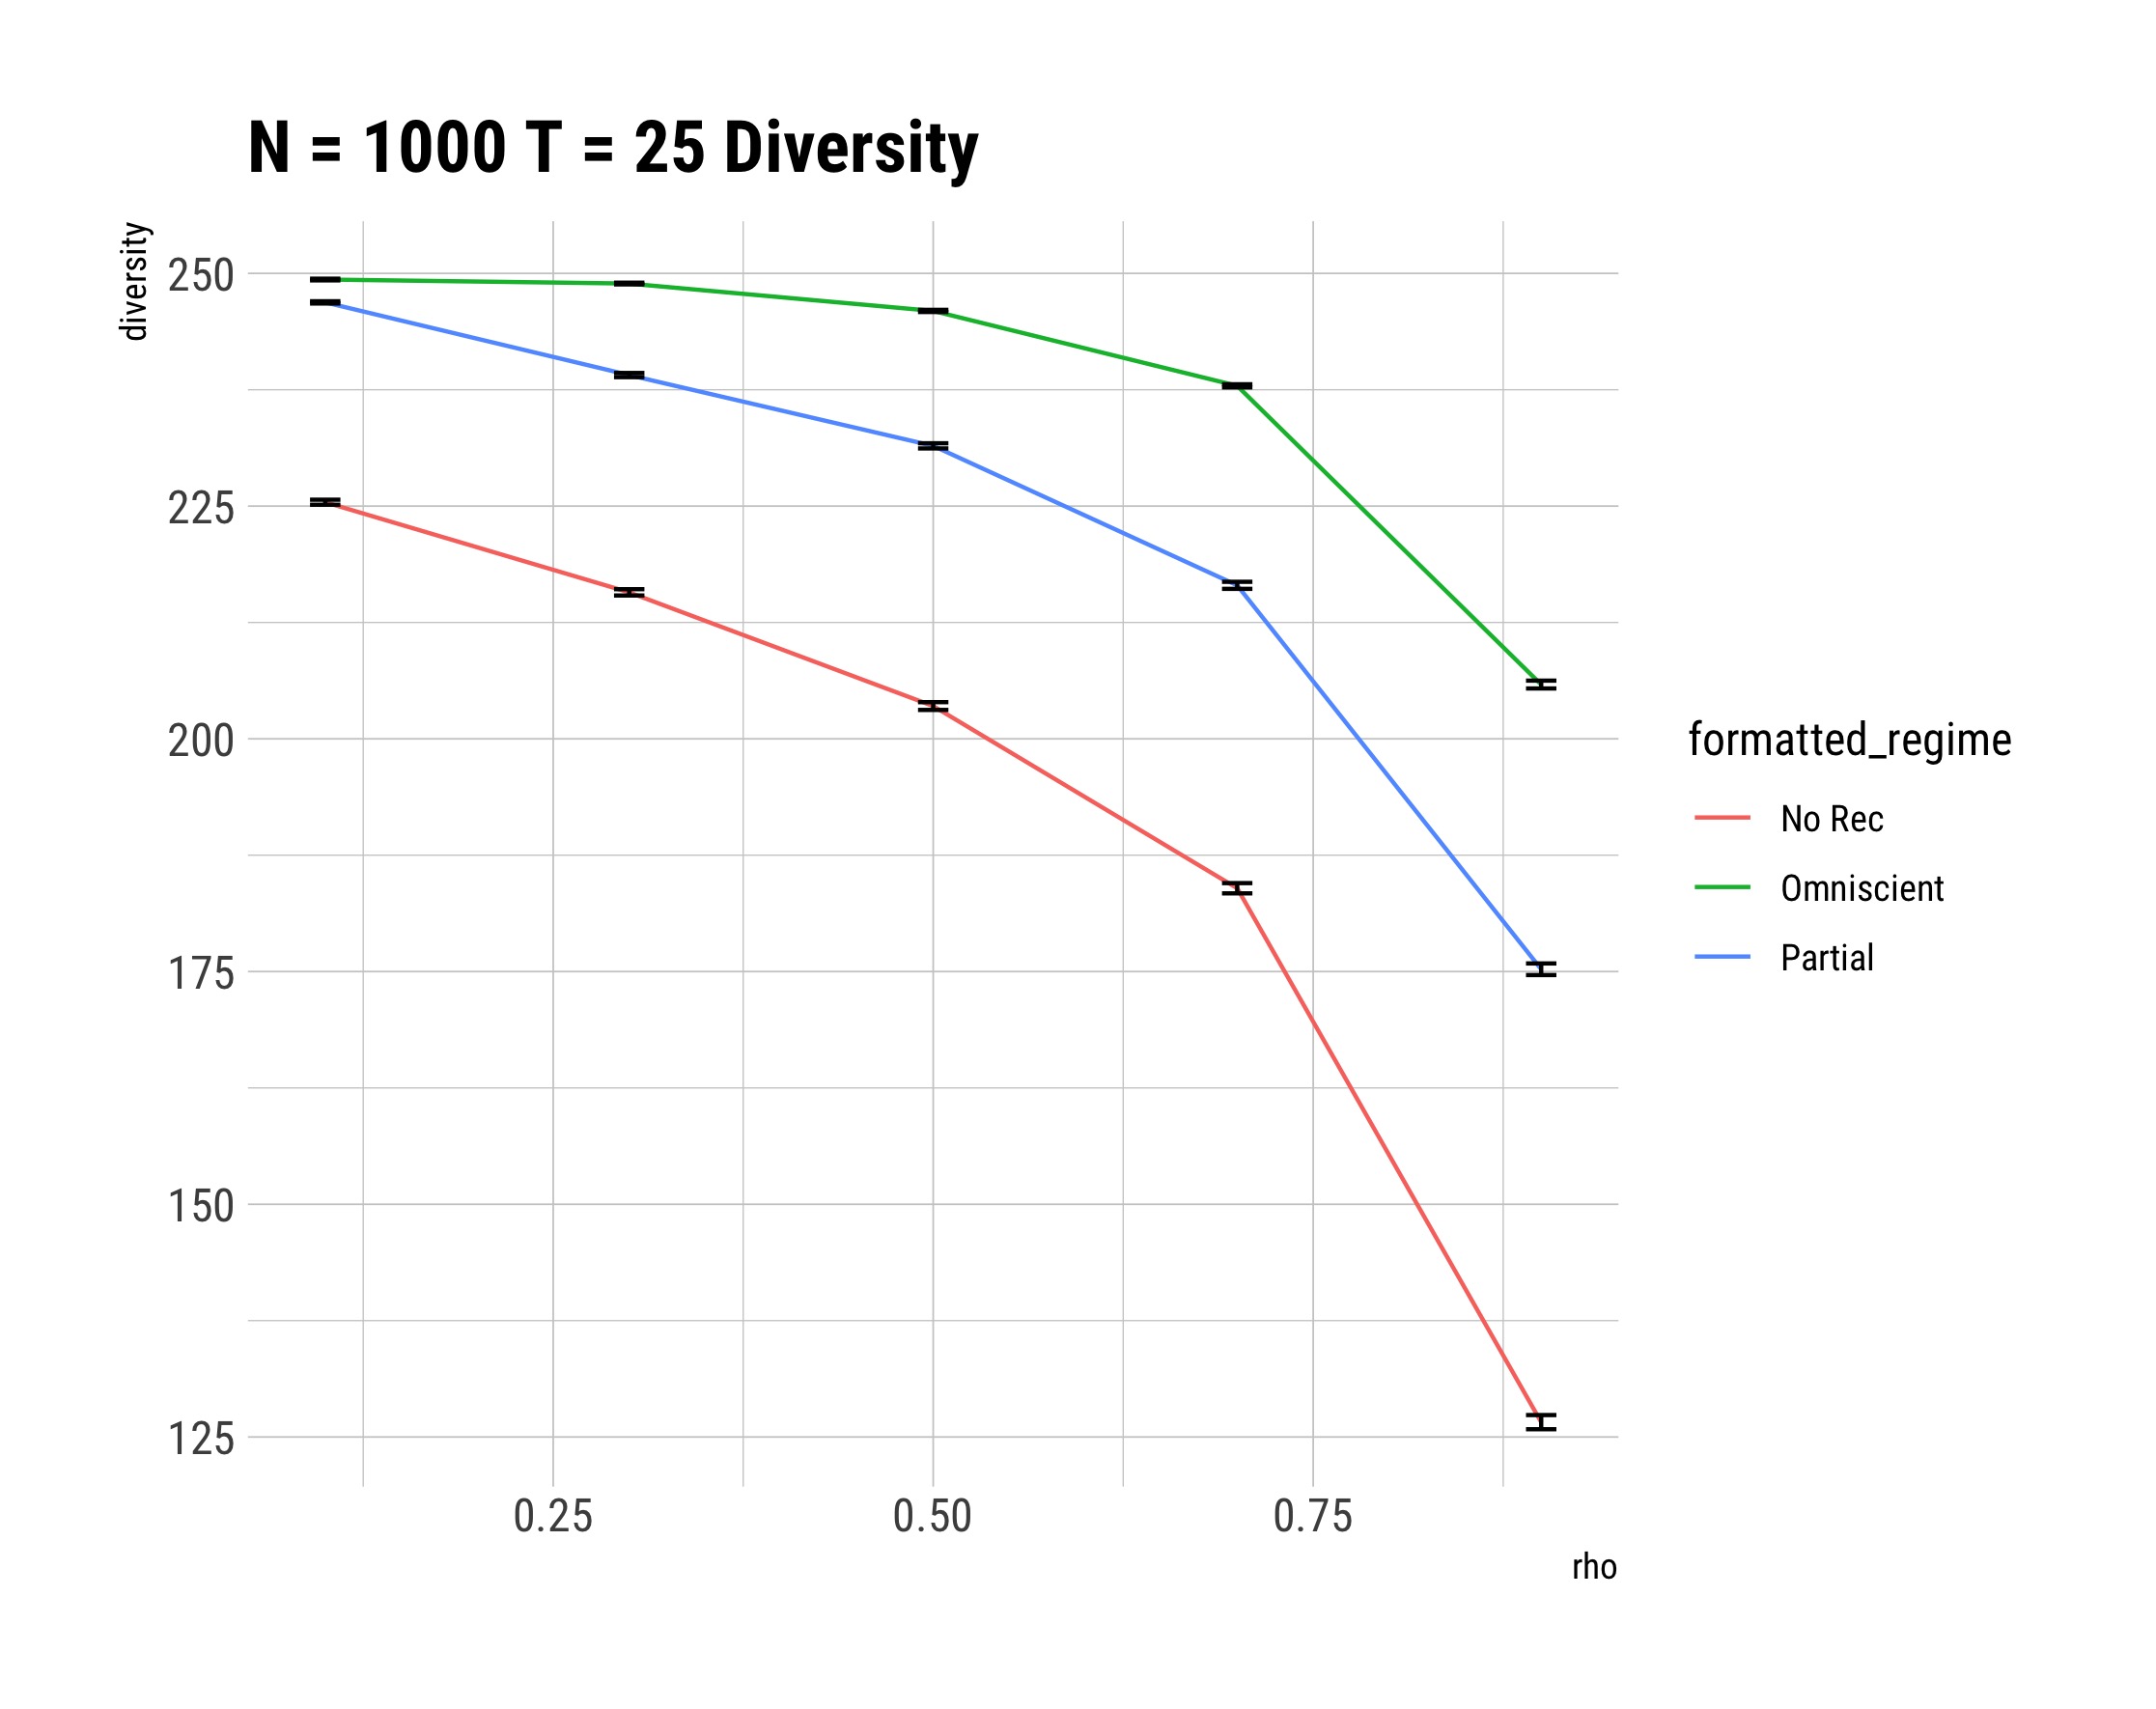 N = 1000 T = 25 Diversity
diversity
250
225
200
175
150
125
0.25 0.50 0.75
rho
formatted_regime
No Rec
Omniscient
Partial